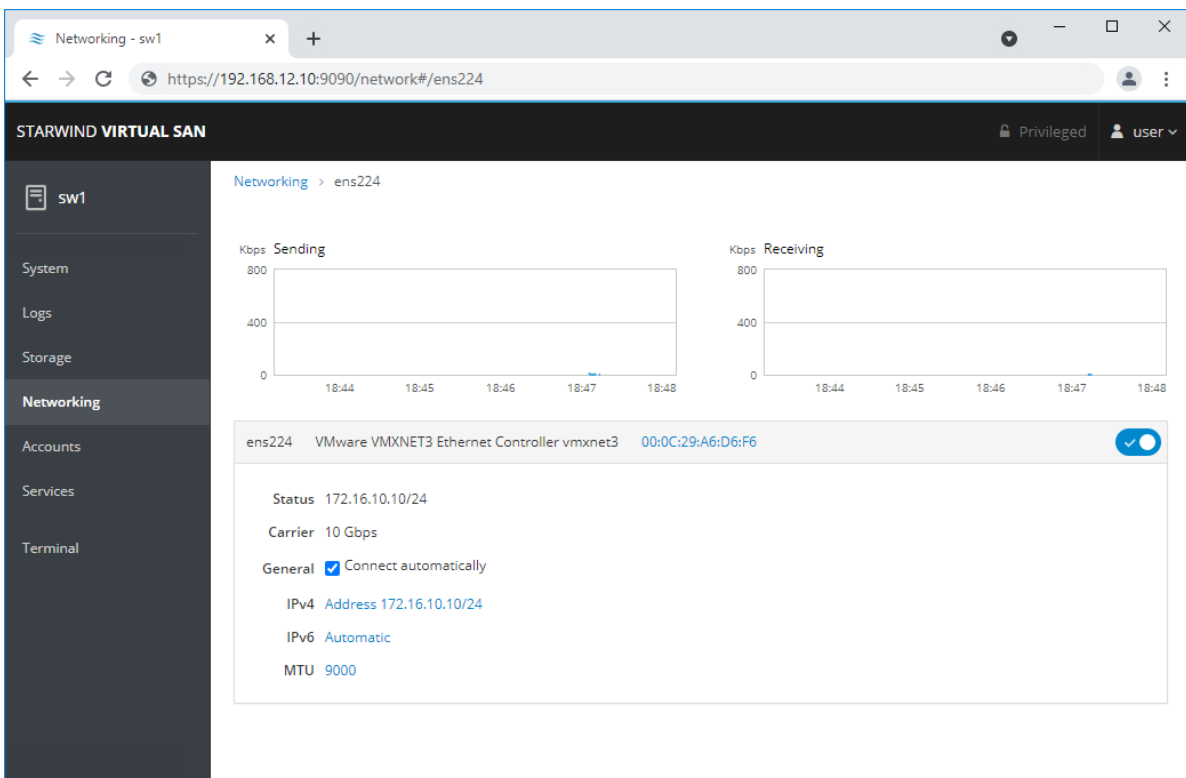 Networking - sw1
https://192.168.12.10:9090/network#/ens224
STARWIND VIRTUAL SAN
Privileged
user
sw1
System
Logs
Storage
Networking
Accounts
Services
Terminal
Networking > ens224
Kbps Sending
800
400
0
18:44 18:45 18:46 18:47 18:48
Kbps Receiving
800
400
0
18:44 18:45 18:46 18:47 18:48
ens224 VMware VMXNET3 Ethernet Controller vmxnet3 00:0C:29:A6:D6:F6
Status 172.16.10.10/24
Carrier 10 Gbps
General Connect automatically
IPv4 Address 172.16.10.10/24
IPv6 Automatic
MTU 9000